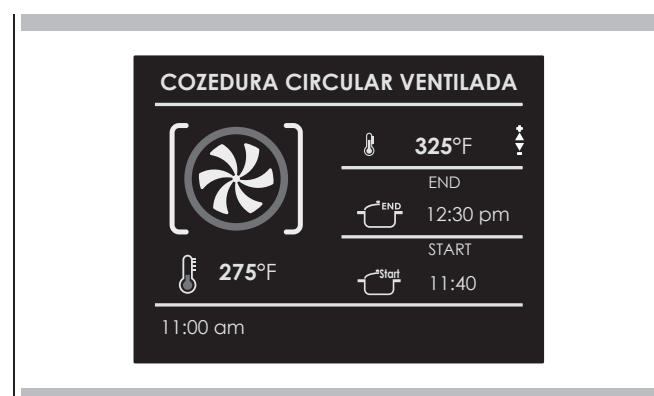 COZEDURA CIRCULAR VENTILADA
325°F
END
END
12:30 pm
START
275°F
Start
11:40
11:00 am